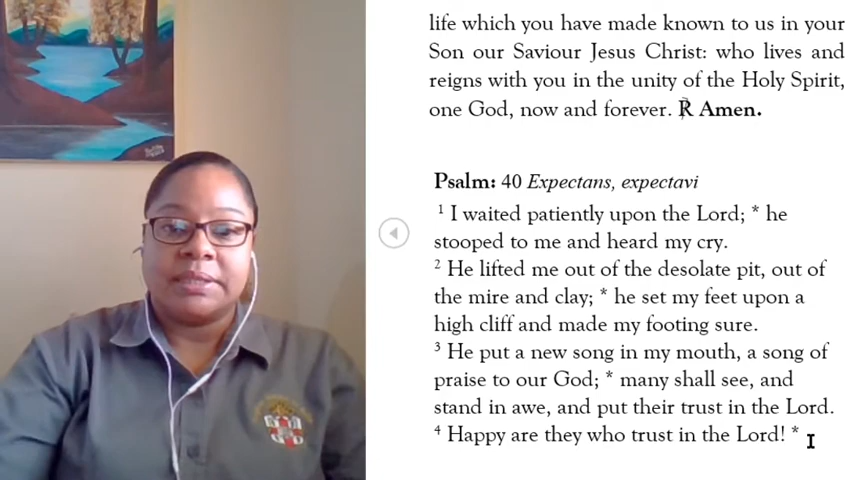 life which you have made known to us in your
Son our Saviour Jesus Christ: who lives and
reigns with you in the unity of the Holy Spirit,
one God, now and forever. ℟ Amen.
Psalm: 40 Expectans, expectavi
1 I waited patiently upon the Lord; * he
stooped to me and heard my cry.
2 He lifted me out of the desolate pit, out of
the mire and clay; * he set my feet upon a
high cliff and made my footing sure.
3 He put a new song in my mouth, a song of
praise to our God; * many shall see, and
stand in awe, and put their trust in the Lord.
4 Happy are they who trust in the Lord! *